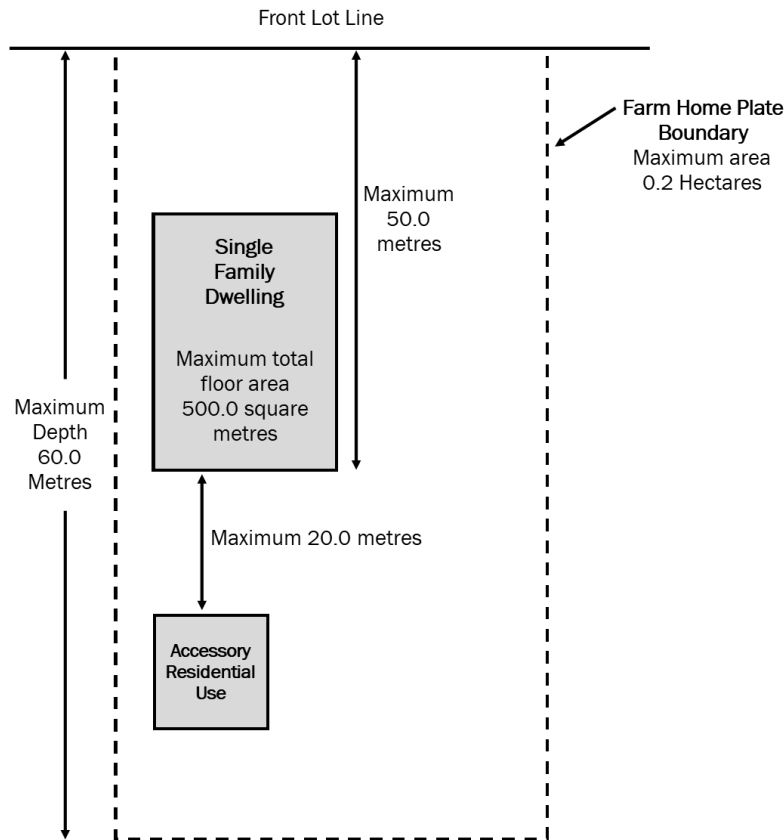 Front Lot Line
Farm Home Plate
Boundary
Maximum area
0.2 Hectares
Maximum
50.0
metres
Single
Family
Dwelling
Maximum total
floor area
500.0 square
metres
Maximum
Depth
60.0
Metres
Maximum 20.0 metres
Accessory
Residential
Use